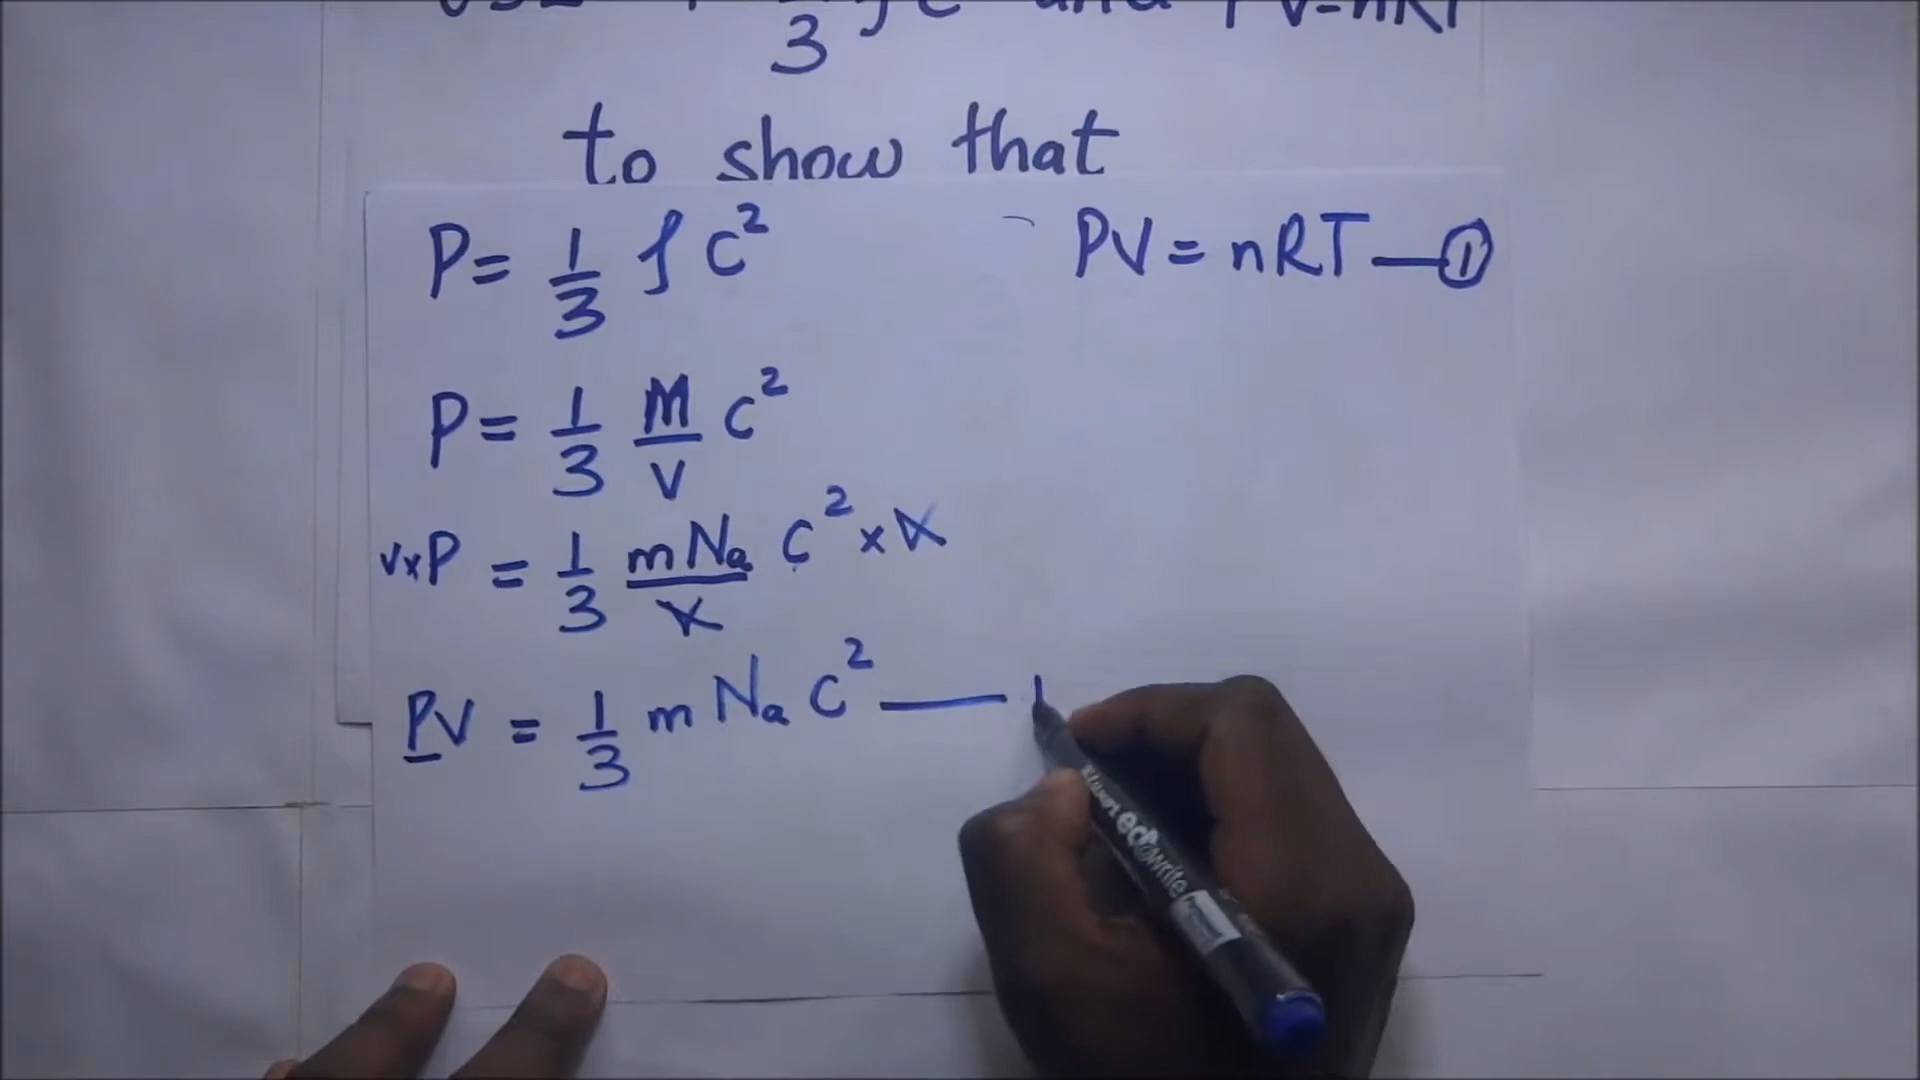 3
to show that
P = 1/3 ρ c² PV = nRT — ①
P = 1/3 M/V c²
V×P = 1/3 mNa/V c² × V
PV = 1/3 m Na c² —
ecowrite